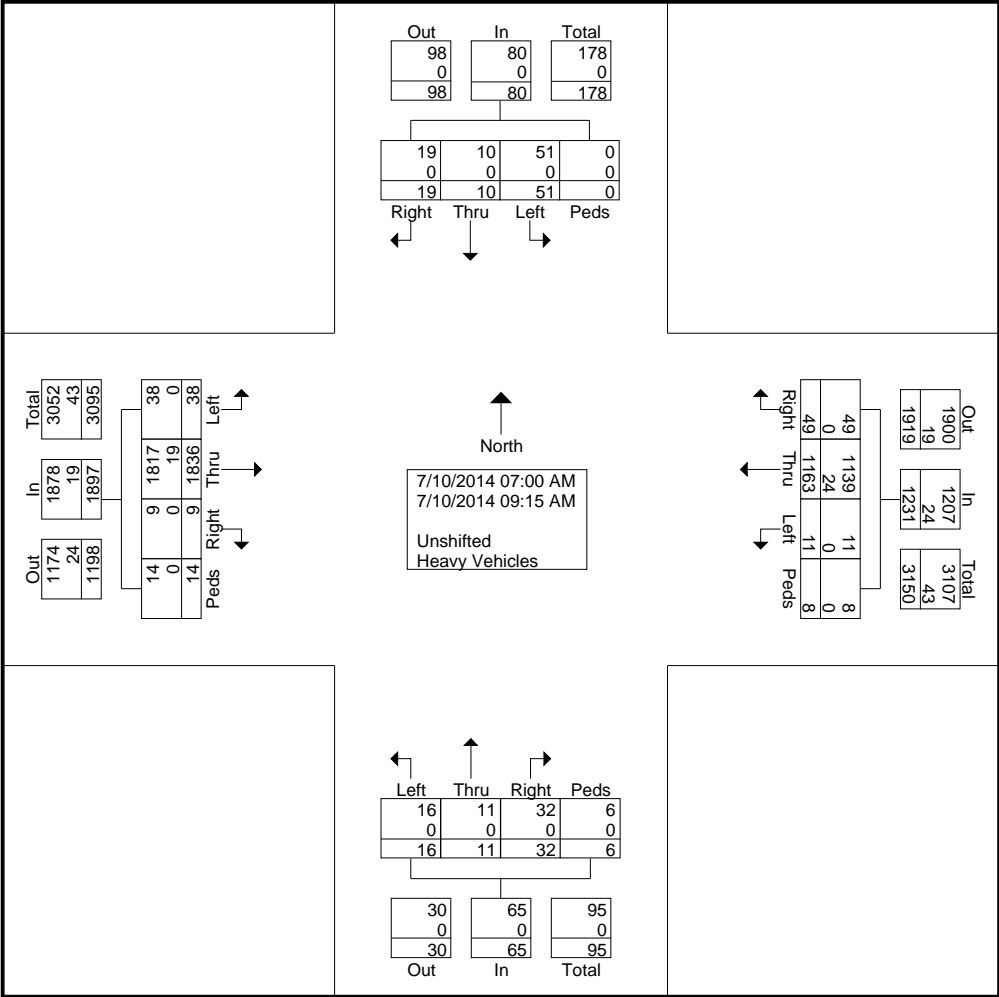 Out In Total
98 80 178
0 0 0
98 80 178
19 10 51 0
0 0 0 0
19 10 51 0
Right Thru Left Peds
Total
3052
43
3095
In
1878
19
1897
Out
1174
24
1198
38
0
38
Left
1817
19
1836
Thru
9
0
9
Right
14
0
14
Peds
North
7/10/2014 07:00 AM
7/10/2014 09:15 AM
Unshifted
Heavy Vehicles
Right
49
0
49
Thru
1139
24
1163
Left
11
0
11
Peds
8
0
8
Out
1900
19
1919
In
1207
24
1231
Total
3107
43
3150
Left Thru Right Peds
16 11 32 6
0 0 0 0
16 11 32 6
30 65 95
0 0 0
30 65 95
Out In Total